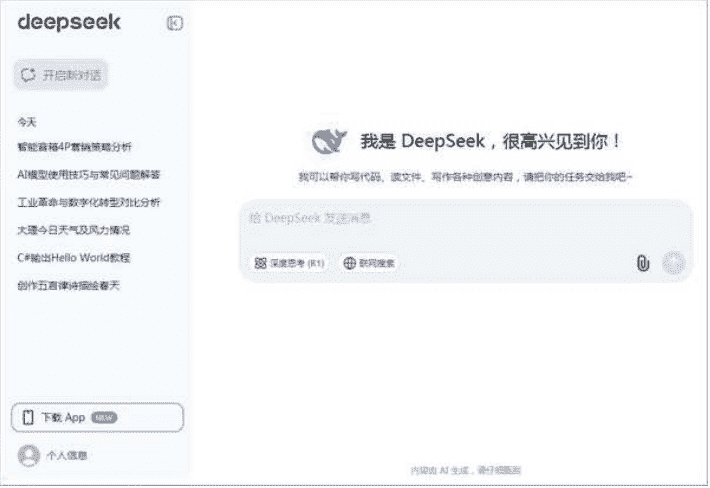 deepseek
开启新对话
今天
智能音箱4P营销策略分析
AI模型使用技巧与常见问题解答
工业革命与数字化转型对比分析
大理今日天气及风力情况
C#输出Hello World教程
创作五言律诗描绘春天
下载 App NEW
个人信息
我是 DeepSeek，很高兴见到你！
我可以帮你写代码、读文件、写作各种创意内容，请把你的任务交给我吧~
给 DeepSeek 发送消息
深度思考 (R1) 联网搜索
内容由 AI 生成，请仔细甄别